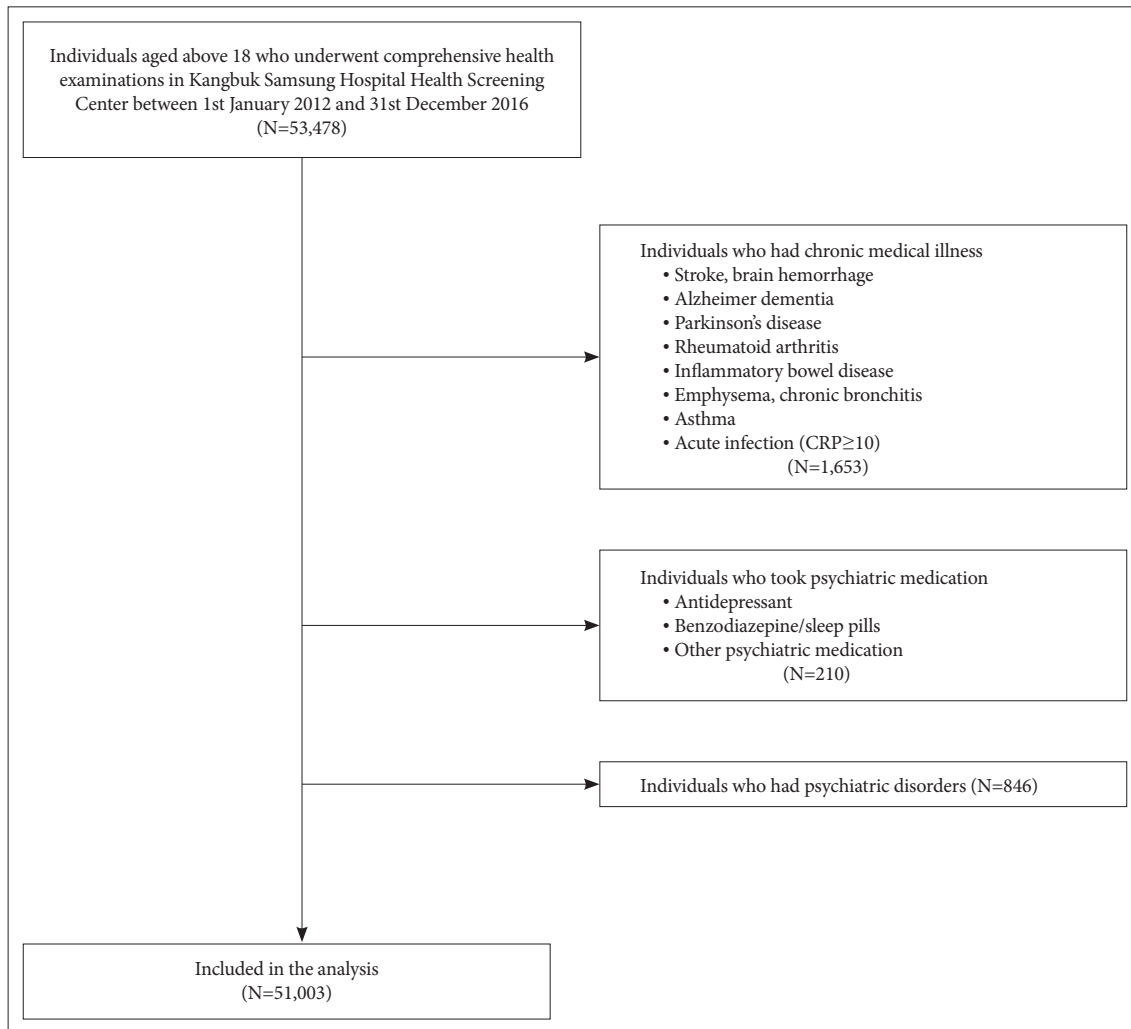 Individuals aged above 18 who underwent comprehensive health
examinations in Kangbuk Samsung Hospital Health Screening
Center between 1st January 2012 and 31st December 2016
(N=53,478)
Individuals who had chronic medical illness
• Stroke, brain hemorrhage
• Alzheimer dementia
• Parkinson's disease
• Rheumatoid arthritis
• Inflammatory bowel disease
• Emphysema, chronic bronchitis
• Asthma
• Acute infection (CRP≥10)
(N=1,653)
Individuals who took psychiatric medication
• Antidepressant
• Benzodiazepine/sleep pills
• Other psychiatric medication
(N=210)
Individuals who had psychiatric disorders (N=846)
Included in the analysis
(N=51,003)